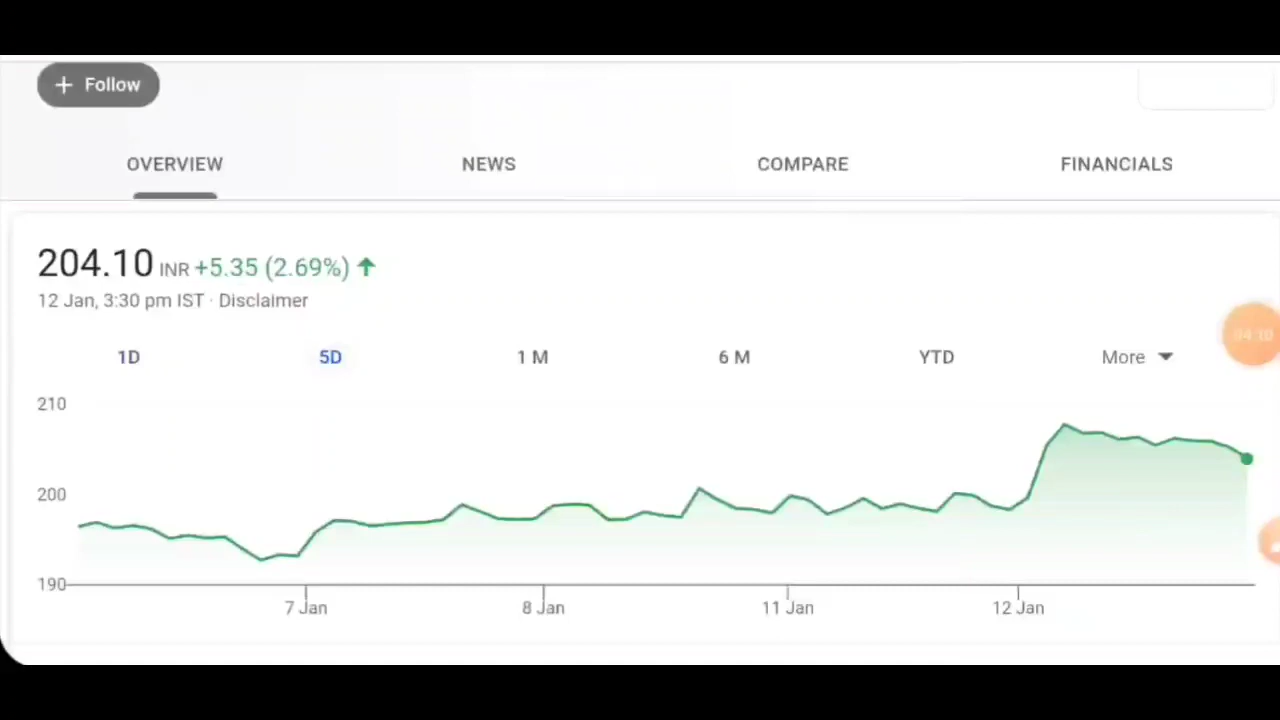 + Follow
OVERVIEW NEWS COMPARE FINANCIALS
204.10 INR +5.35 (2.69%)
12 Jan, 3:30 pm IST · Disclaimer
1D 5D 1 M 6 M YTD More
210
200
190
7 Jan 8 Jan 11 Jan 12 Jan